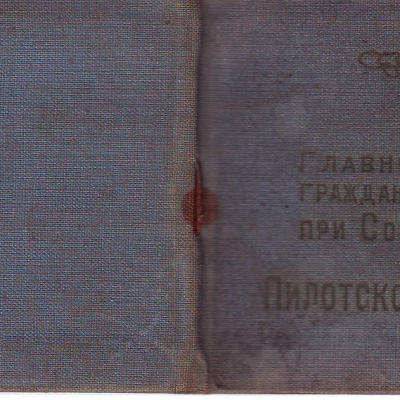 Главн
граждан
при Со
Пилотско